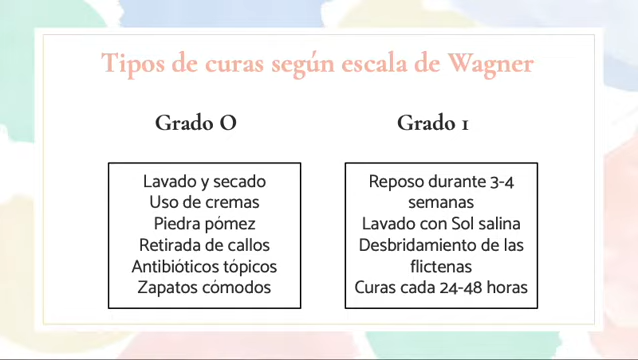 Tipos de curas según escala de Wagner
Grado 0
Lavado y secado
Uso de cremas
Piedra pómez
Retirada de callos
Antibióticos tópicos
Zapatos cómodos
Grado 1
Reposo durante 3-4
semanas
Lavado con Sol salina
Desbridamiento de las
flictenas
Curas cada 24-48 horas